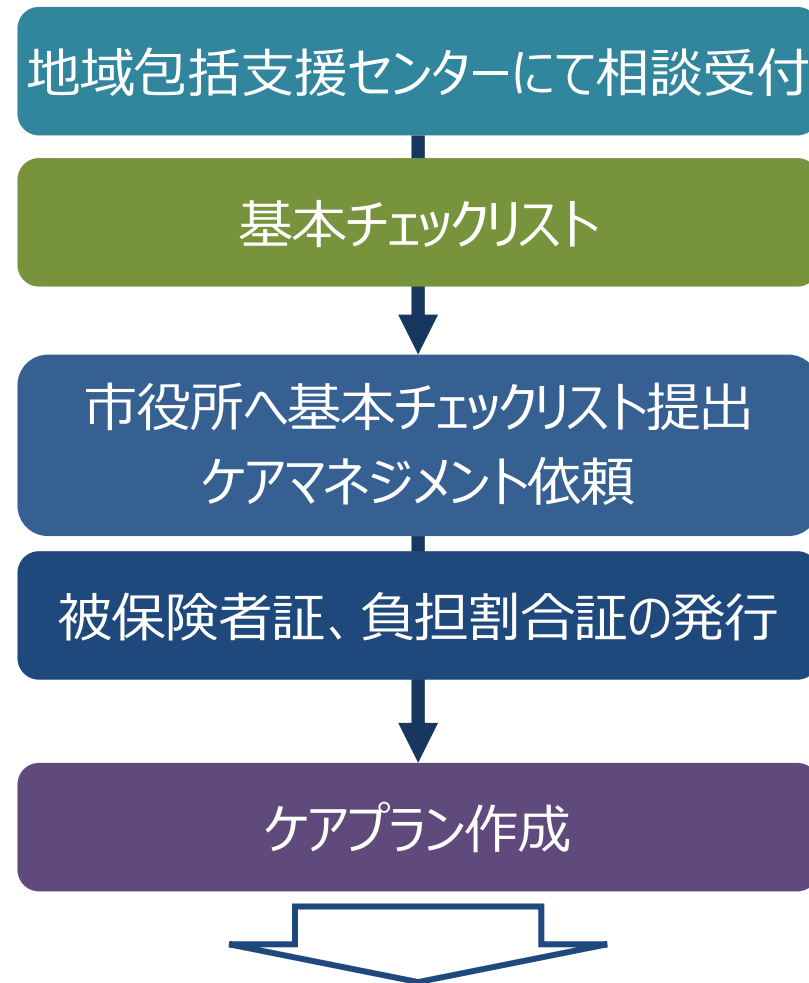 地域包括支援センターにて相談受付
基本チェックリスト
市役所へ基本チェックリスト提出
ケアマネジメント依頼
被保険者証、負担割合証の発行
ケアプラン作成